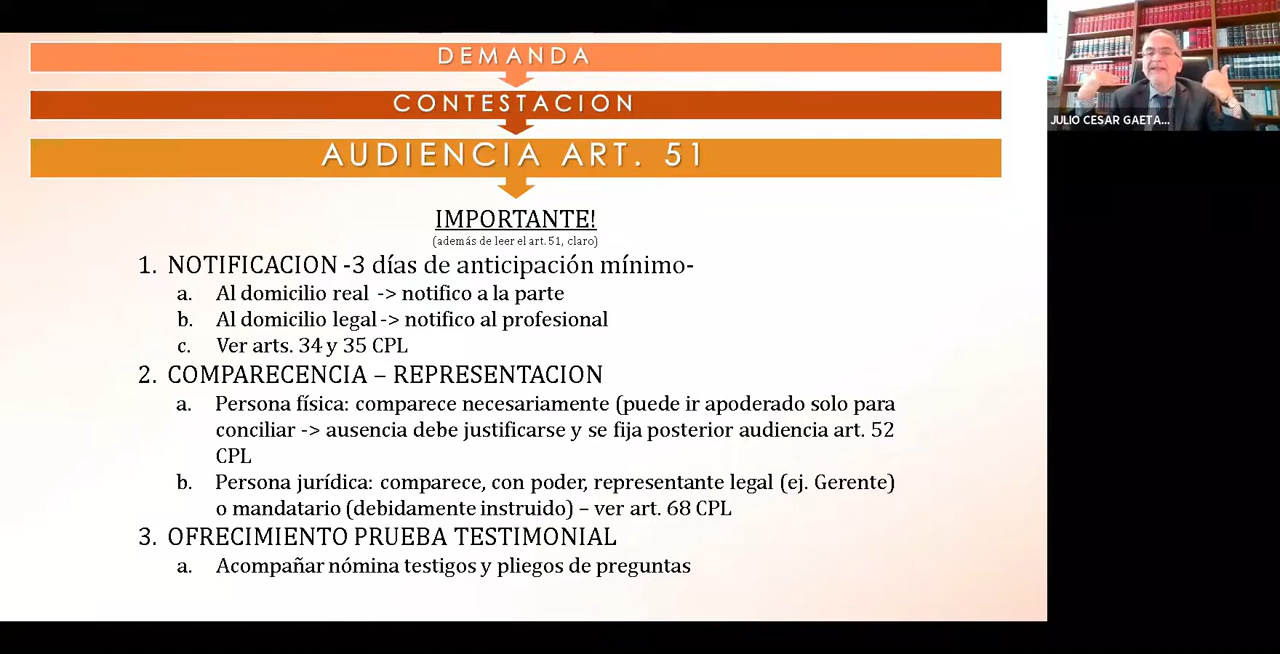 DEMANDA
CONTESTACION
AUDIENCIA ART. 51
IMPORTANTE!
(además de leer el art. 51, claro)
1. NOTIFICACION -3 días de anticipación mínimo-
a. Al domicilio real -> notifico a la parte
b. Al domicilio legal -> notifico al profesional
c. Ver arts. 34 y 35 CPL
2. COMPARECENCIA – REPRESENTACION
a. Persona física: comparece necesariamente (puede ir apoderado solo para
conciliar -> ausencia debe justificarse y se fija posterior audiencia art. 52
CPL
b. Persona jurídica: comparece, con poder, representante legal (ej. Gerente)
o mandatario (debidamente instruido) – ver art. 68 CPL
3. OFRECIMIENTO PRUEBA TESTIMONIAL
a. Acompañar nómina testigos y pliegos de preguntas
JULIO CESAR GAETA...